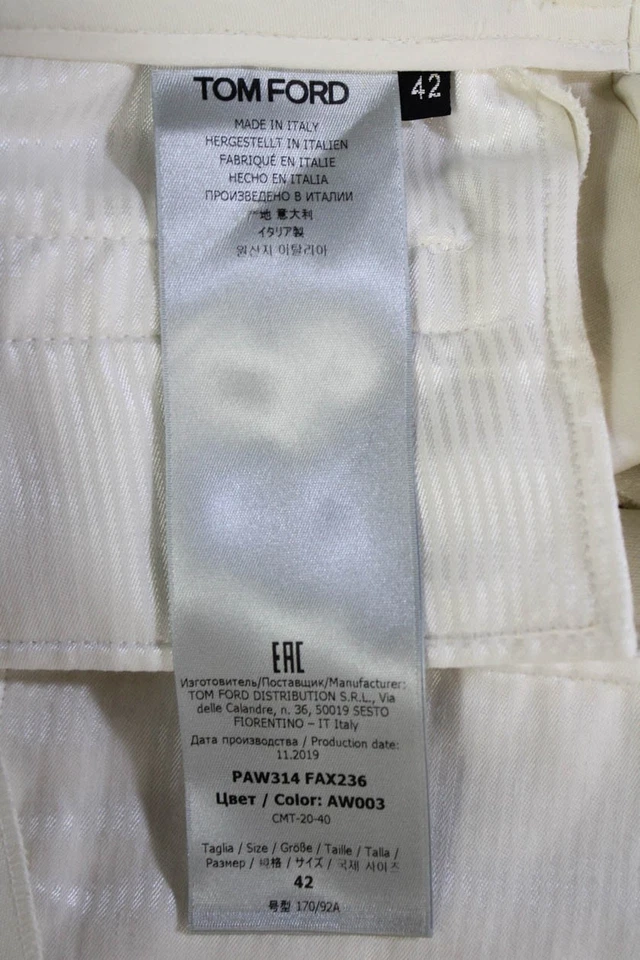 TOM FORD
42
MADE IN ITALY
HERGESTELLT IN ITALIEN
FABRIQUÉ EN ITALIE
HECHO EN ITALIA
ПРОИЗВЕДЕНО В ИТАЛИИ
地 意大利
イタリア製
원산지 이탈리아
EAC
Изготовитель/Поставщик/Manufacturer:
TOM FORD DISTRIBUTION S.R.L., Via
delle Calandre, n. 36, 50019 SESTO
FIORENTINO – IT Italy
Дата производства / Production date:
11.2019
PAW314 FAX236
Цвет / Color: AW003
CMT-20-40
Taglia / Size / Größe / Taille / Talla /
Размер / 规格 / サイズ / 국제 사이즈
42
号型 170/92A